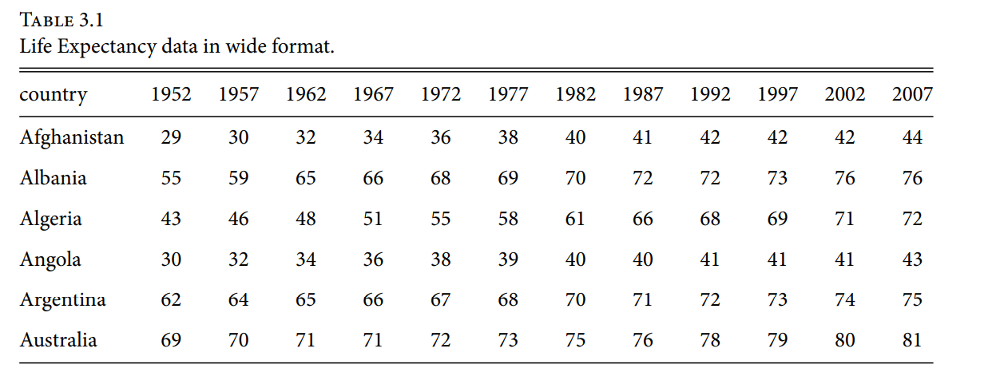 TABLE 3.1
Life Expectancy data in wide format.
country 1952 1957 1962 1967 1972 1977 1982 1987 1992 1997 2002 2007
Afghanistan 29 30 32 34 36 38 40 41 42 42 42 44
Albania 55 59 65 66 68 69 70 72 72 73 76 76
Algeria 43 46 48 51 55 58 61 66 68 69 71 72
Angola 30 32 34 36 38 39 40 40 41 41 41 43
Argentina 62 64 65 66 67 68 70 71 72 73 74 75
Australia 69 70 71 71 72 73 75 76 78 79 80 81